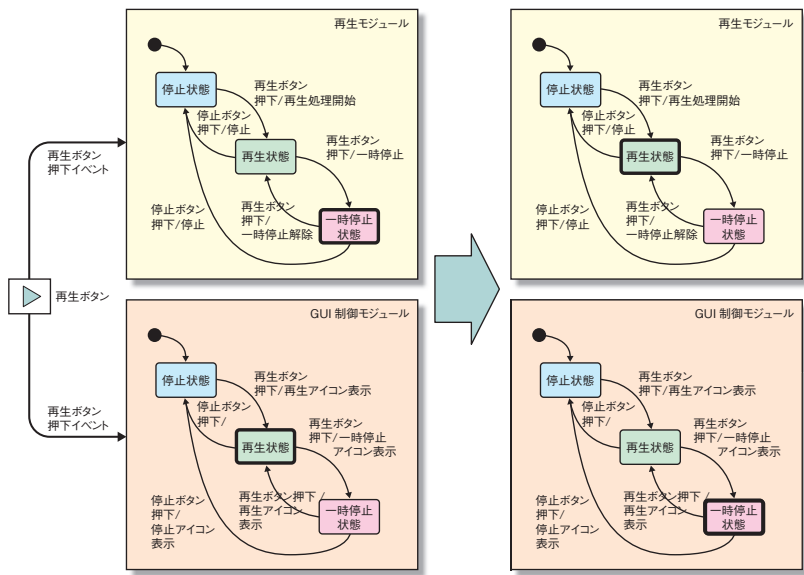 再生モジュール
停止状態
再生ボタン
押下/再生処理開始
停止ボタン
押下/停止
再生状態
再生ボタン
押下/一時停止
停止ボタン
押下/停止
再生ボタン
押下/
一時停止解除
一時停止
状態
再生ボタン
押下イベント
再生ボタン
再生ボタン
押下イベント
GUI 制御モジュール
停止状態
再生ボタン
押下/再生アイコン表示
停止ボタン
押下/
再生状態
再生ボタン
押下/一時停止
アイコン表示
停止ボタン
押下/
停止アイコン
表示
再生ボタン押下/
再生アイコン
表示
一時停止
状態
再生モジュール
停止状態
再生ボタン
押下/再生処理開始
停止ボタン
押下/停止
再生状態
再生ボタン
押下/一時停止
停止ボタン
押下/停止
再生ボタン
押下/
一時停止解除
一時停止
状態
GUI 制御モジュール
停止状態
再生ボタン
押下/再生アイコン表示
停止ボタン
押下/
再生状態
再生ボタン
押下/一時停止
アイコン表示
停止ボタン
押下/
停止アイコン
表示
再生ボタン押下/
再生アイコン
表示
一時停止
状態